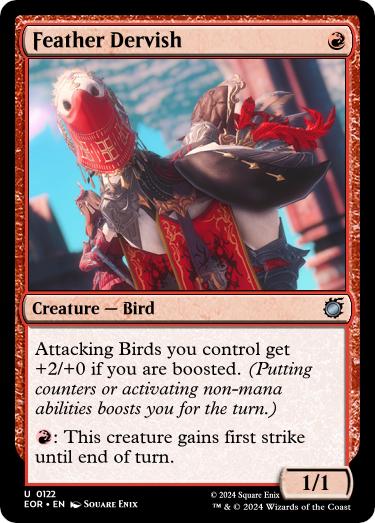 Feather Dervish
Creature — Bird
Attacking Birds you control get
+2/+0 if you are boosted. (Putting
counters or activating non-mana
abilities boosts you for the turn.)
: This creature gains first strike
until end of turn.
1/1
U 0122
EOR • EN SQUARE ENIX
© 2024 Square Enix
™ & © 2024 Wizards of the Coast